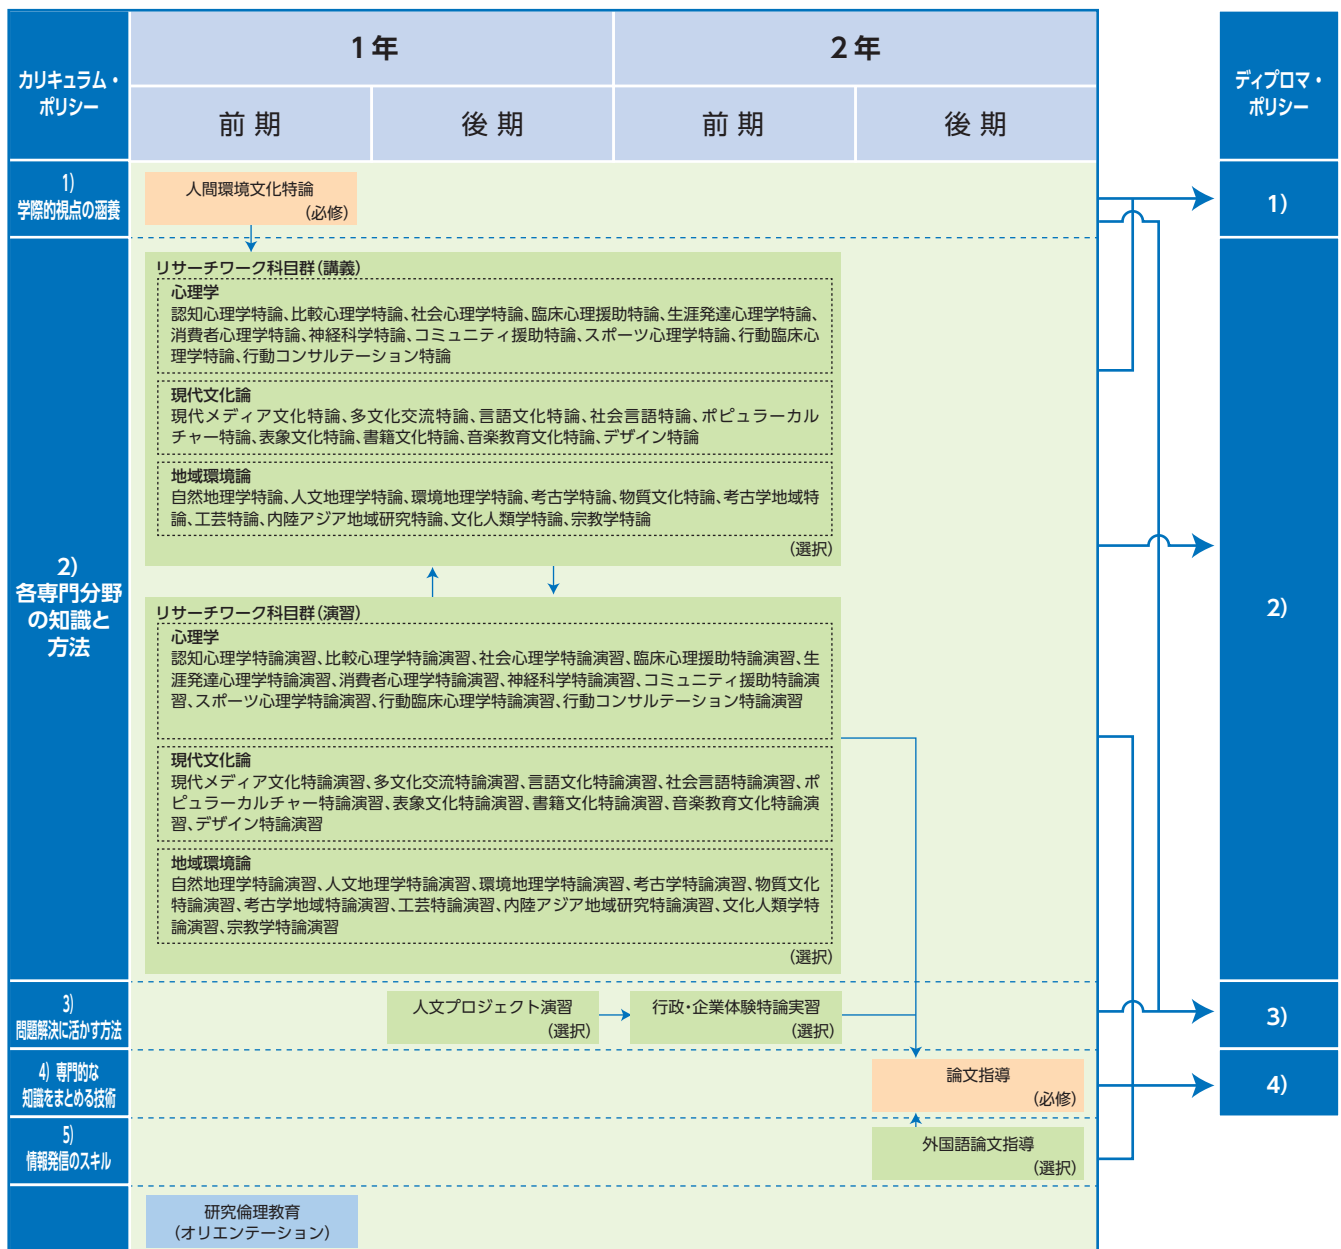 カリキュラム・
ポリシー
1年
2年
前期
後期
前期
後期
ディプロマ・
ポリシー
1)
学際的視点の涵養
人間環境文化特論
(必修)
1)
2)
各専門分野
の知識と
方法
リサーチワーク科目群(講義)
心理学
認知心理学特論、比較心理学特論、社会心理学特論、臨床心理援助特論、生涯発達心理学特論、
消費者心理学特論、神経科学特論、コミュニティ援助特論、スポーツ心理学特論、行動臨床心
理学特論、行動コンサルテーション特論
現代文化論
現代メディア文化特論、多文化交流特論、言語文化特論、社会言語特論、ポピュラーカル
チャー特論、表象文化特論、書籍文化特論、音楽教育文化特論、デザイン特論
地域環境論
自然地理学特論、人文地理学特論、環境地理学特論、考古学特論、物質文化特論、考古学地域特
論、工芸特論、内陸アジア地域研究特論、文化人類学特論、宗教学特論
(選択)
リサーチワーク科目群(演習)
心理学
認知心理学特論演習、比較心理学特論演習、社会心理学特論演習、臨床心理援助特論演習、生
涯発達心理学特論演習、消費者心理学特論演習、神経科学特論演習、コミュニティ援助特論演
習、スポーツ心理学特論演習、行動臨床心理学特論演習、行動コンサルテーション特論演習
現代文化論
現代メディア文化特論演習、多文化交流特論演習、言語文化特論演習、社会言語特論演習、ポ
ピュラーカルチャー特論演習、表象文化特論演習、書籍文化特論演習、音楽教育文化特論演
習、デザイン特論演習
地域環境論
自然地理学特論演習、人文地理学特論演習、環境地理学特論演習、考古学特論演習、物質文化
特論演習、考古学地域特論演習、工芸特論演習、内陸アジア地域研究特論演習、文化人類学特
論演習、宗教学特論演習
(選択)
2)
3)
問題解決に活かす方法
人文プロジェクト演習
(選択)
行政・企業体験特論実習
(選択)
3)
4) 専門的な
知識をまとめる技術
論文指導
(必修)
4)
5)
情報発信のスキル
外国語論文指導
(選択)
研究倫理教育
(オリエンテーション)